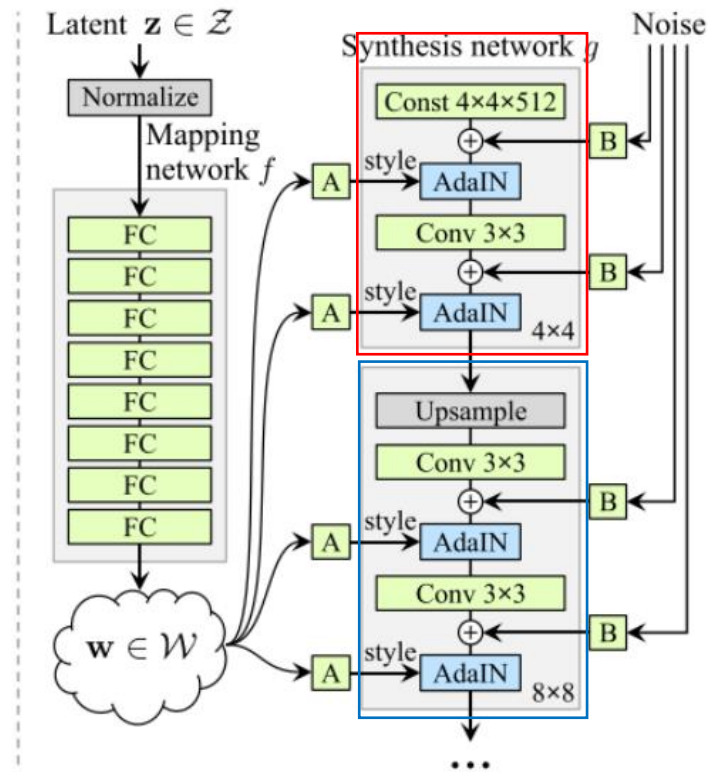 Latent z ∈ Z
Normalize
Mapping
network f
FC
FC
FC
FC
FC
FC
FC
FC
w ∈ W
Synthesis network g
Noise
Const 4×4×512
B
A
style
AdaIN
Conv 3×3
B
A
style
AdaIN
4×4
Upsample
Conv 3×3
B
A
style
AdaIN
Conv 3×3
B
A
style
AdaIN
8×8
...